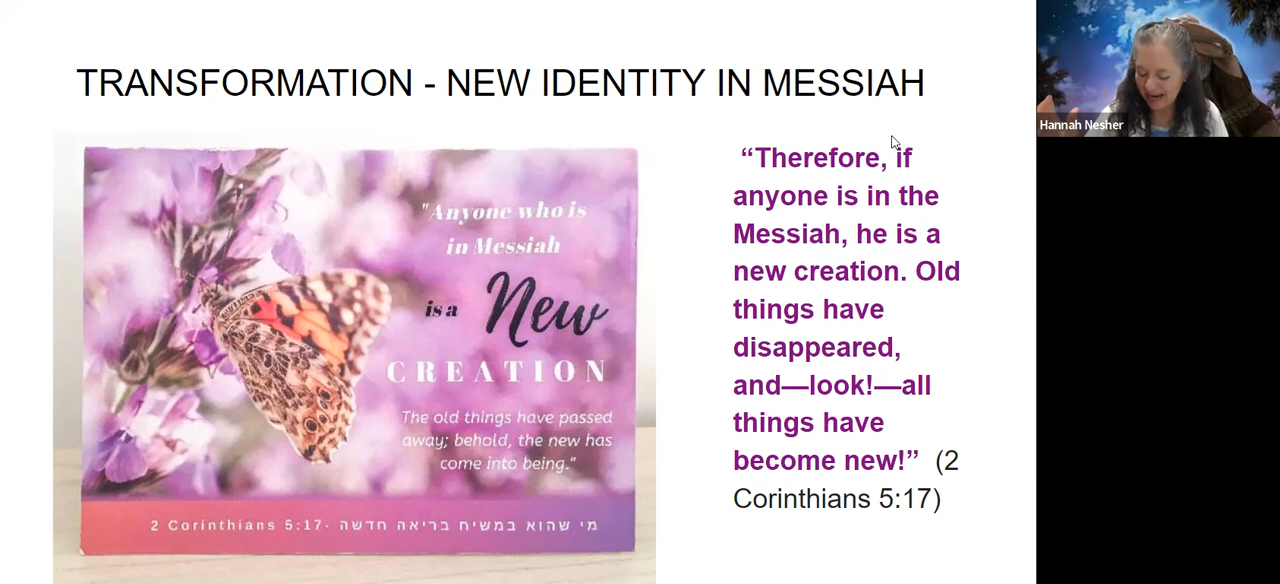 TRANSFORMATION - NEW IDENTITY IN MESSIAH
"Anyone who is
in Messiah
is a New
CREATION
The old things have passed
away; behold, the new has
come into being."
2 Corinthians 5:17· מי שהוא במשיח בריאה חדשה
“Therefore, if
anyone is in the
Messiah, he is a
new creation. Old
things have
disappeared,
and—look!—all
things have
become new!” (2
Corinthians 5:17)
Hannah Nesher